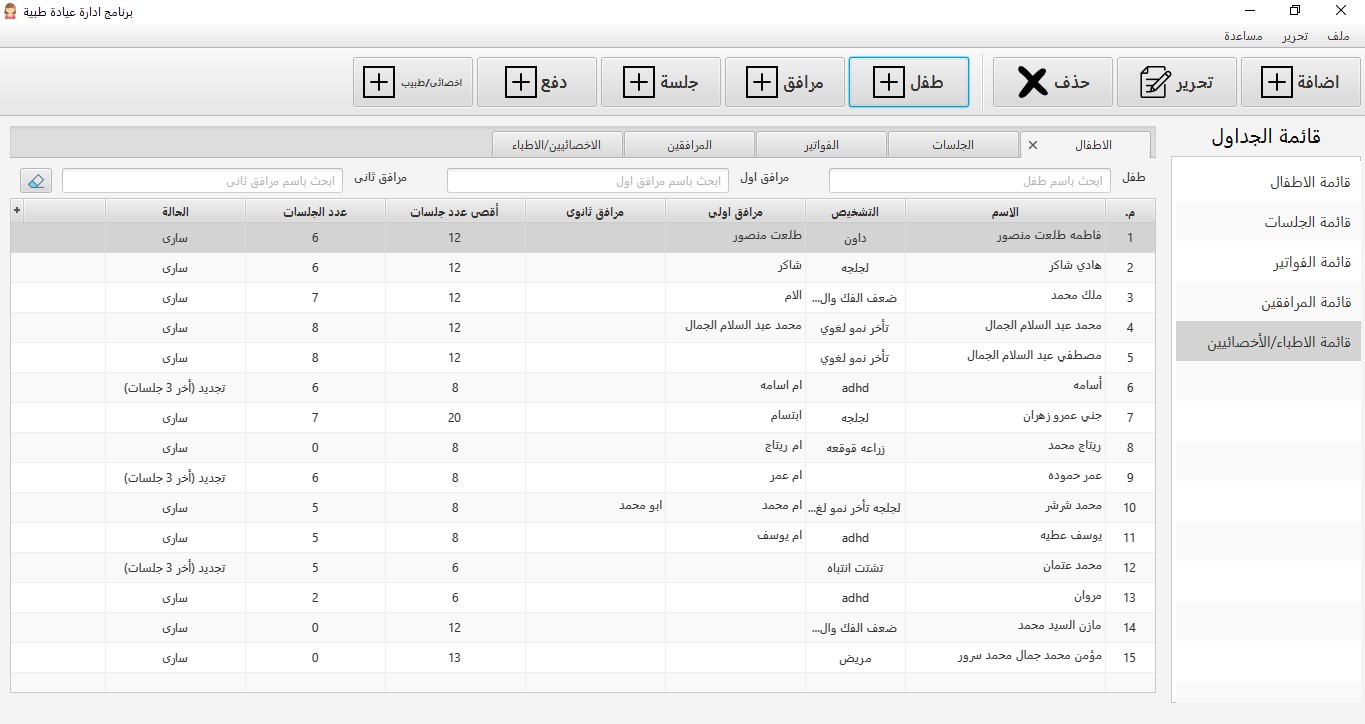 برنامج ادارة عيادة طبية
ملف تحرير مساعدة
اضافة تحرير حذف طفل مرافق جلسة دفع اخصائى/طبيب
قائمة الجداول
قائمة الاطفال
قائمة الجلسات
قائمة الفواتير
قائمة المرافقين
قائمة الاطباء/الأخصائيين
الاطفال الجلسات الفواتير المرافقين الاخصائيين/الاطباء
طفل ابحث باسم طفل مرافق اول ابحث باسم مرافق اول مرافق ثانى ابحث باسم مرافق ثانى
م. الاسم التشخيص مرافق اولى مرافق ثانوى أقصى عدد جلسات عدد الجلسات الحالة +
1 فاطمه طلعت منصور داون طلعت منصور 12 6 سارى
2 هادي شاكر لجلجه شاكر 12 6 سارى
3 ملك محمد ضعف الفك وال... الام 12 7 سارى
4 محمد عبد السلام الجمال تأخر نمو لغوي محمد عبد السلام الجمال 12 8 سارى
5 مصطفي عبد السلام الجمال تأخر نمو لغوي 12 8 سارى
6 أسامه adhd ام اسامه 8 6 تجديد (أخر 3 جلسات)
7 جني عمرو زهران لجلجه ابتسام 20 7 سارى
8 ريتاج محمد زراعه قوقعه ام ريتاج 8 0 سارى
9 عمر حموده ام عمر 8 6 تجديد (أخر 3 جلسات)
10 محمد شرشر لجلجه تأخر نمو لغ... ام محمد ابو محمد 8 5 سارى
11 يوسف عطيه adhd ام يوسف 8 5 سارى
12 محمد عتمان تشتت انتباه 6 5 تجديد (أخر 3 جلسات)
13 مروان adhd 6 2 سارى
14 مازن السيد محمد ضعف الفك وال... 12 0 سارى
15 مؤمن محمد جمال محمد سرور مريض 13 0 سارى